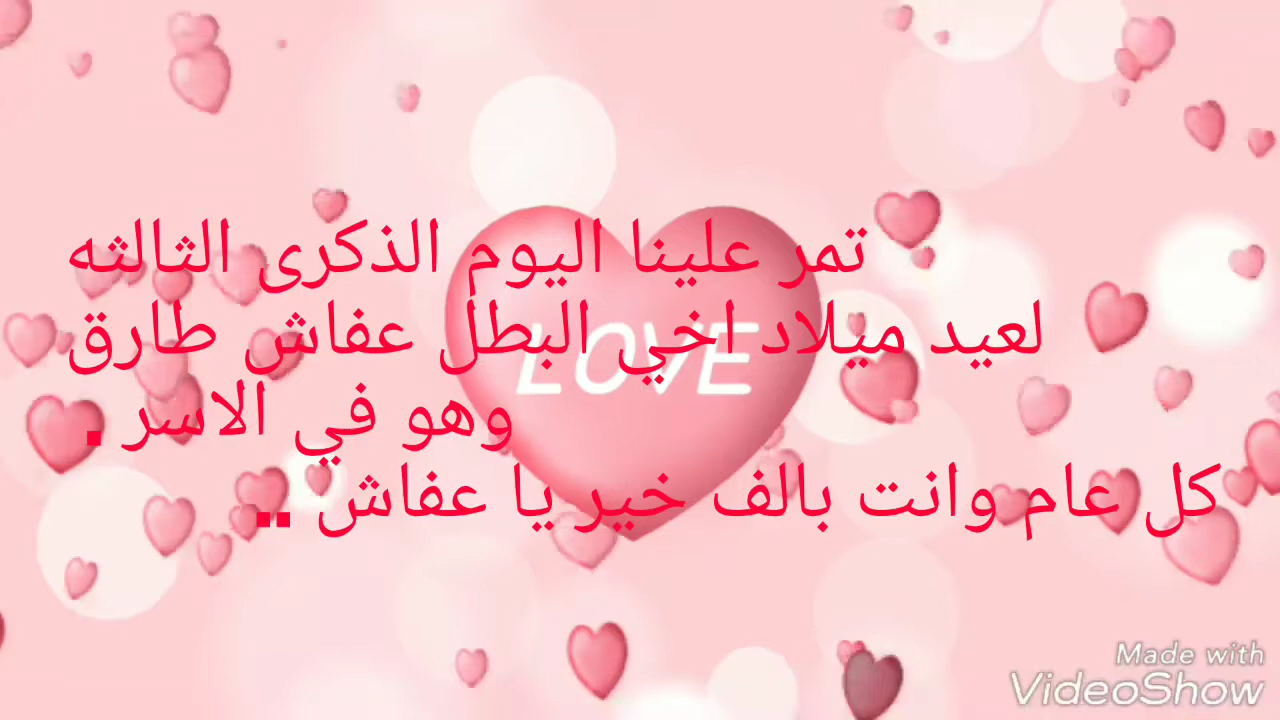 تمر علينا اليوم الذكرى الثالثه
لعيد ميلاد اخي البطل عفاش طارق
وهو في الاسر .
كل عام وانت بالف خير يا عفاش ..
LOVE
Made with
VideoShow